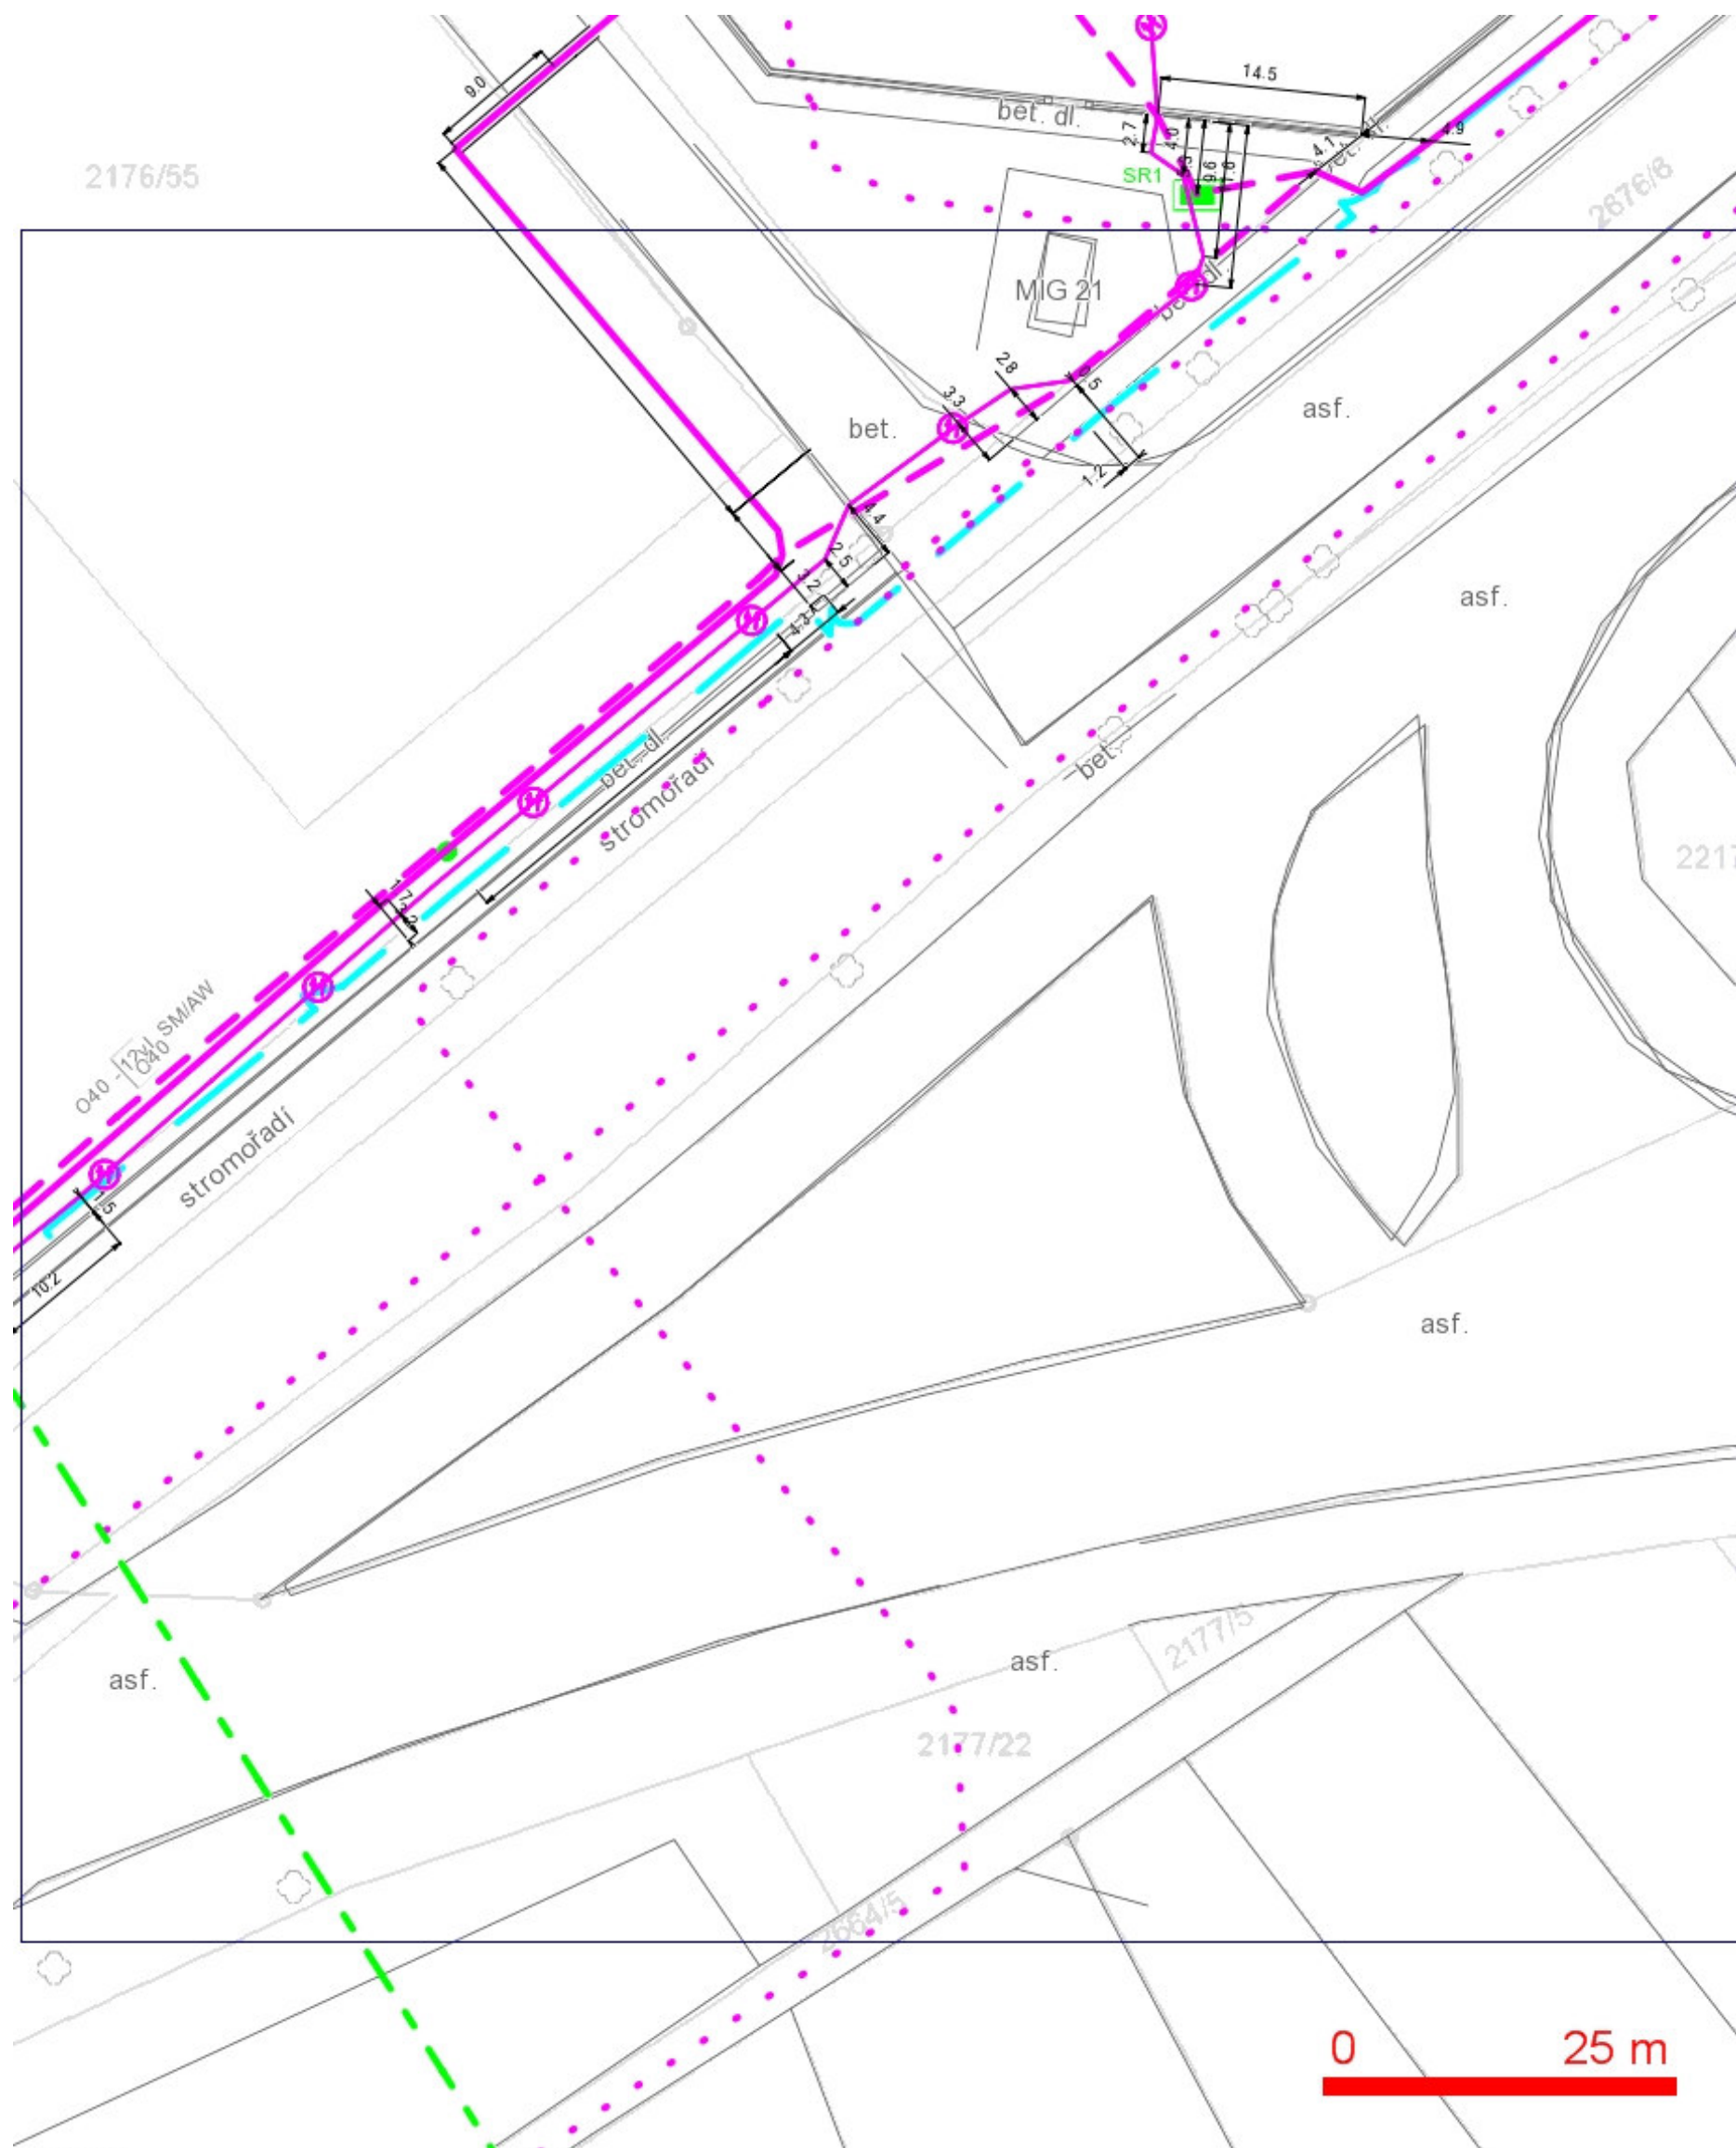 9.0
14.5
bet. dl.
2.7
4.0
4.1
4.9
2176/55
SR1
9.6
2676/6
MIG 21
2.8
3.3
asf.
bet.
1.2
4.4
2.5
3.2
4.3
asf.
bet. dl.
stromořadí
bet.
2217
O40 - 12vl. SM/AW
O40
stromořadí
10.2
asf.
2177/5
asf.
asf.
2177/22
2664/5
0 25 m